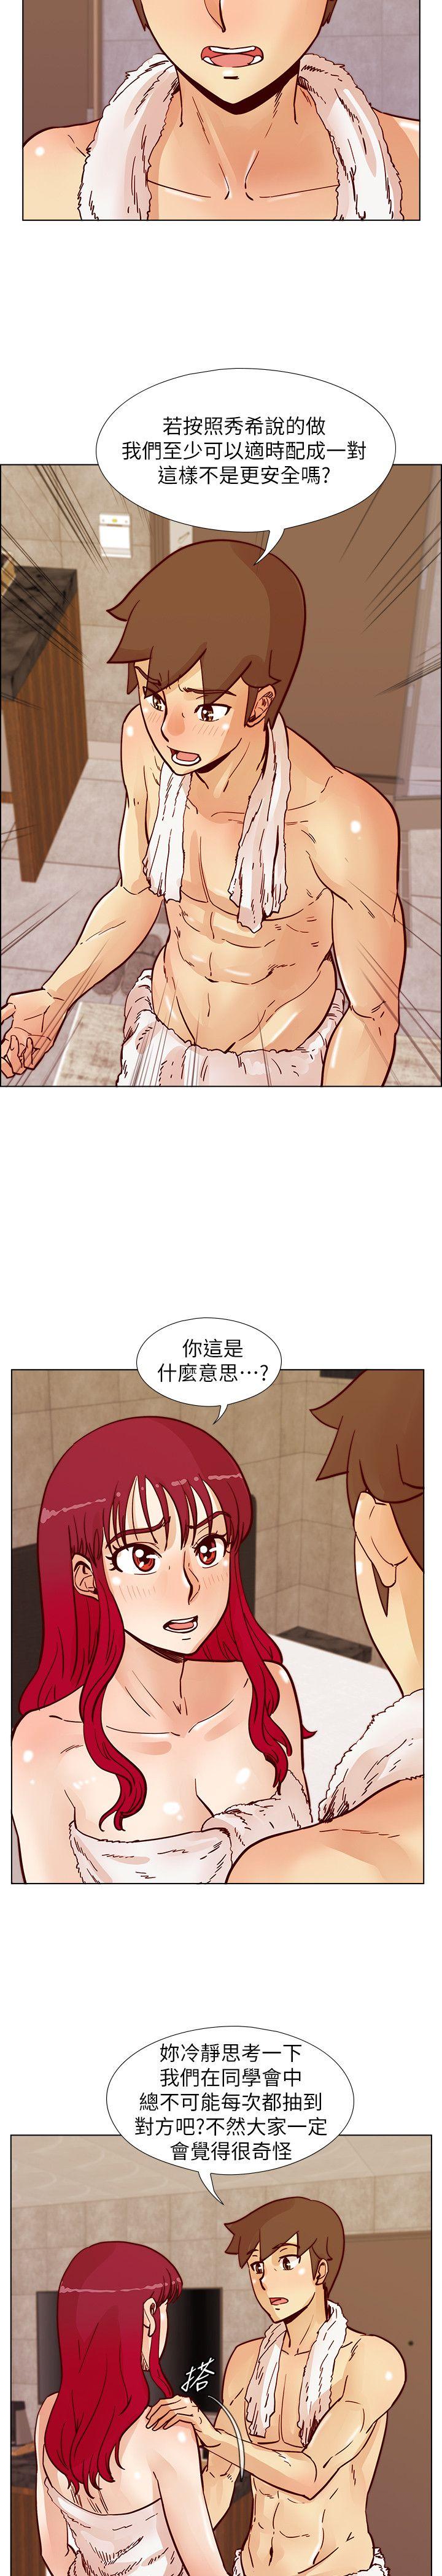 若按照秀希說的做
我們至少可以適時配成一對
這樣不是更安全嗎?
你這是
什麼意思…?
妳冷靜思考一下
我們在同學會中
總不可能每次都抽到
對方吧?不然大家一定
會覺得很奇怪
搭